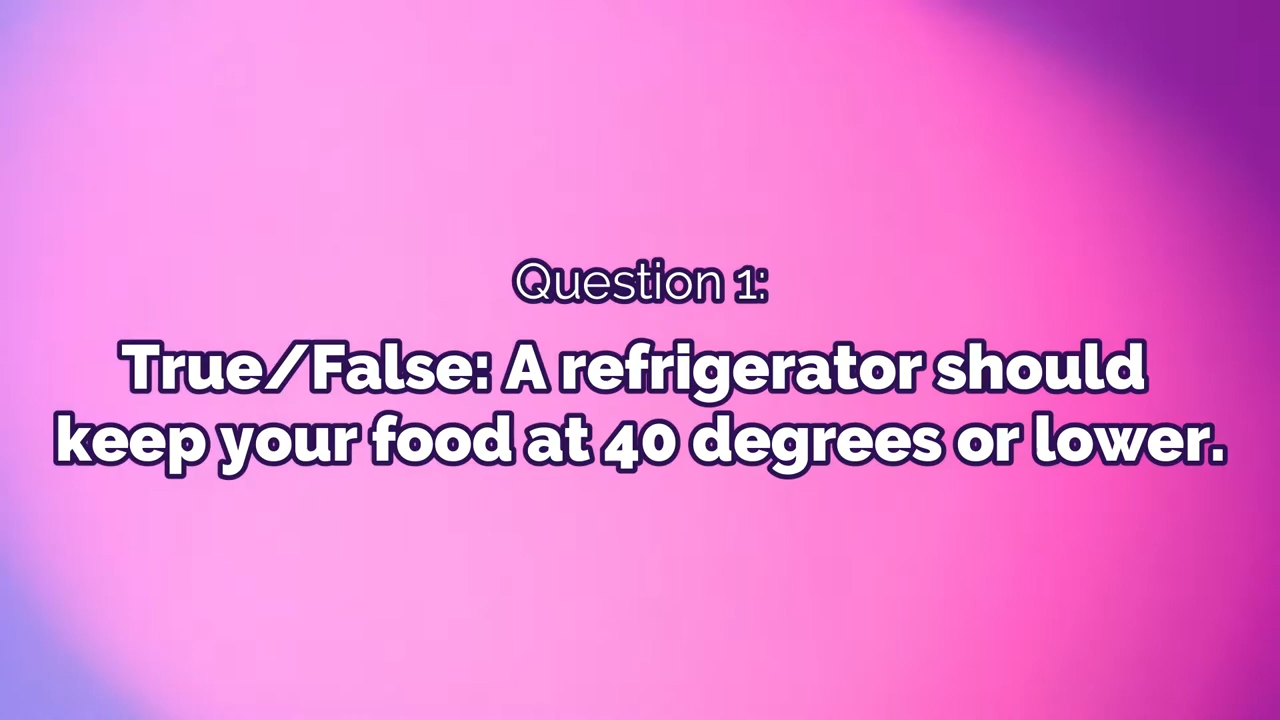 Question 1:
True/False: A refrigerator should
keep your food at 40 degrees or lower.